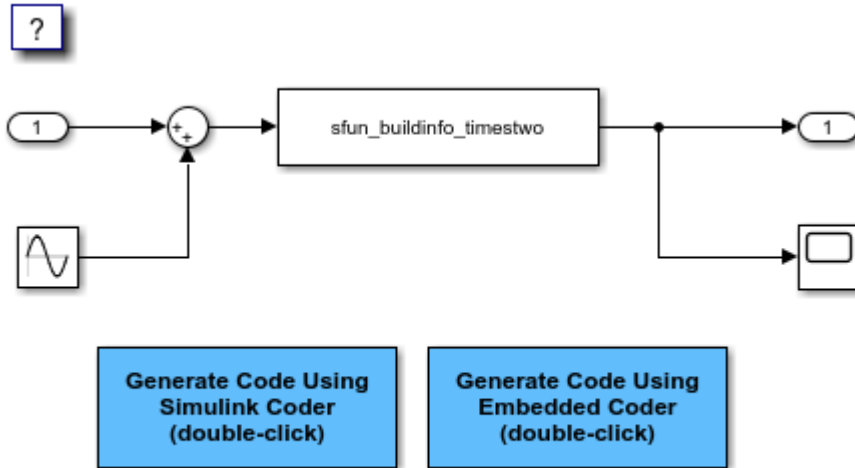 ?
1
+
+
sfun_buildinfo_timestwo
1
Generate Code Using
Simulink Coder
(double-click)
Generate Code Using
Embedded Coder
(double-click)